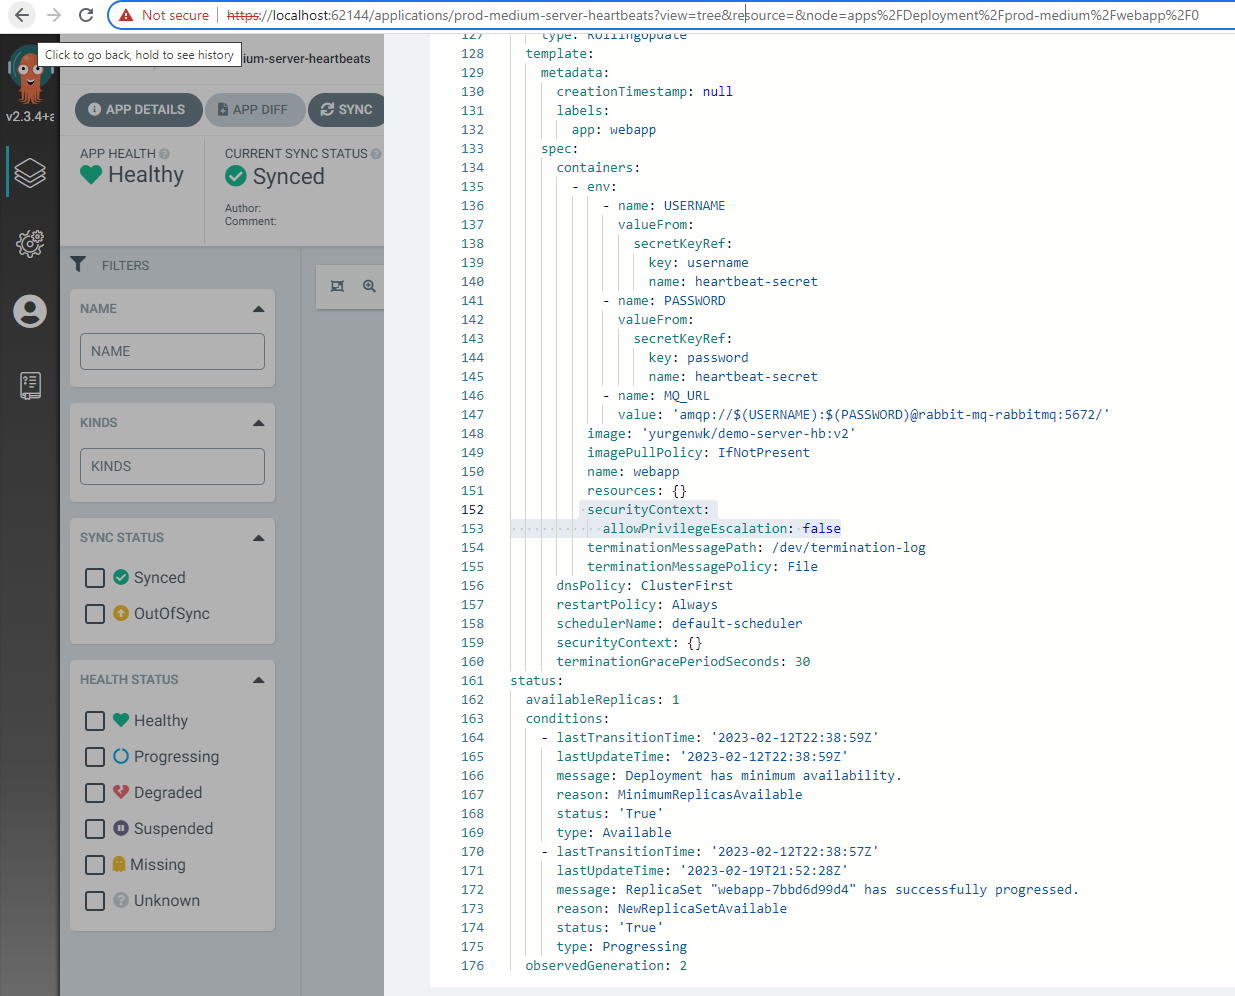 Not secure
https://localhost:62144/applications/prod-medium-server-heartbeats?view=tree&resource=&node=apps%2FDeployment%2Fprod-medium%2Fwebapp%2F0
Click to go back, hold to see history
ium-server-heartbeats
v2.3.4+a
APP DETAILS
APP DIFF
SYNC
APP HEALTH
Healthy
CURRENT SYNC STATUS
Synced
Author:
Comment:
FILTERS
NAME
NAME
KINDS
KINDS
SYNC STATUS
Synced
OutOfSync
HEALTH STATUS
Healthy
Progressing
Degraded
Suspended
Missing
Unknown
127 type: RollingUpdate
128 template:
129 metadata:
130 creationTimestamp: null
131 labels:
132 app: webapp
133 spec:
134 containers:
135 - env:
136 - name: USERNAME
137 valueFrom:
138 secretKeyRef:
139 key: username
140 name: heartbeat-secret
141 - name: PASSWORD
142 valueFrom:
143 secretKeyRef:
144 key: password
145 name: heartbeat-secret
146 - name: MQ_URL
147 value: 'amqp://$(USERNAME):$(PASSWORD)@rabbit-mq-rabbitmq:5672/'
148 image: 'yurgenwk/demo-server-hb:v2'
149 imagePullPolicy: IfNotPresent
150 name: webapp
151 resources: {}
152 securityContext:
153 allowPrivilegeEscalation: false
154 terminationMessagePath: /dev/termination-log
155 terminationMessagePolicy: File
156 dnsPolicy: ClusterFirst
157 restartPolicy: Always
158 schedulerName: default-scheduler
159 securityContext: {}
160 terminationGracePeriodSeconds: 30
161 status:
162 availableReplicas: 1
163 conditions:
164 - lastTransitionTime: '2023-02-12T22:38:59Z'
165 lastUpdateTime: '2023-02-12T22:38:59Z'
166 message: Deployment has minimum availability.
167 reason: MinimumReplicasAvailable
168 status: 'True'
169 type: Available
170 - lastTransitionTime: '2023-02-12T22:38:57Z'
171 lastUpdateTime: '2023-02-19T21:52:28Z'
172 message: ReplicaSet "webapp-7bbd6d99d4" has successfully progressed.
173 reason: NewReplicaSetAvailable
174 status: 'True'
175 type: Progressing
176 observedGeneration: 2